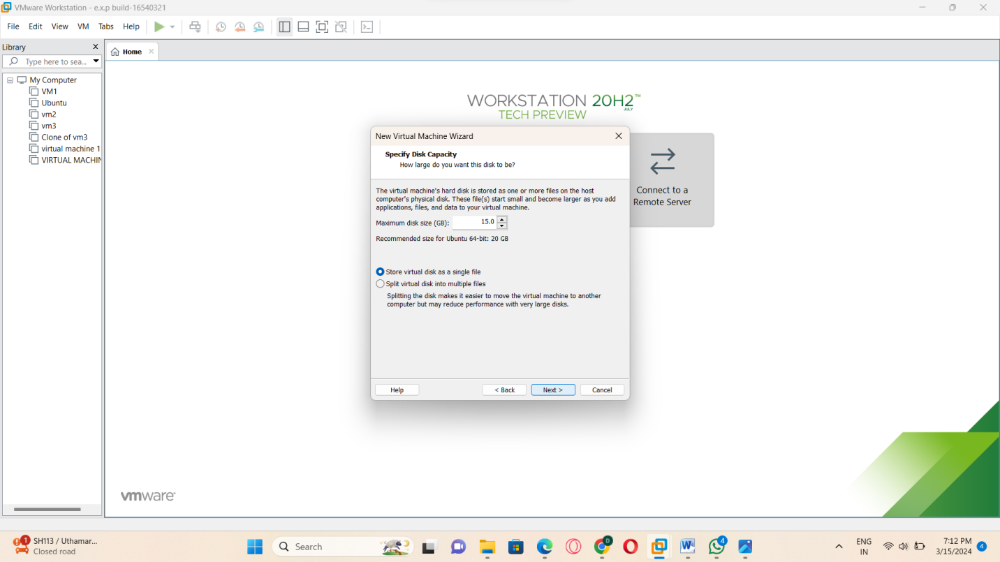 VMware Workstation - e.x.p build-16540321
File Edit View VM Tabs Help
Library
Type here to sea...
My Computer
VM1
Ubuntu
vm2
vm3
Clone of vm3
virtual machine 1
VIRTUAL MACHIN
Home
WORKSTATION 20H2™
JULY
TECH PREVIEW
Connect to a
Remote Server
New Virtual Machine Wizard
Specify Disk Capacity
How large do you want this disk to be?
The virtual machine's hard disk is stored as one or more files on the host
computer's physical disk. These file(s) start small and become larger as you add
applications, files, and data to your virtual machine.
Maximum disk size (GB): 15.0
Recommended size for Ubuntu 64-bit: 20 GB
Store virtual disk as a single file
Split virtual disk into multiple files
Splitting the disk makes it easier to move the virtual machine to another
computer but may reduce performance with very large disks.
Help < Back Next > Cancel
vmware®
1
SH113 / Uthamar...
Closed road
Search
D
4
ENG
IN
7:12 PM
3/15/2024
4